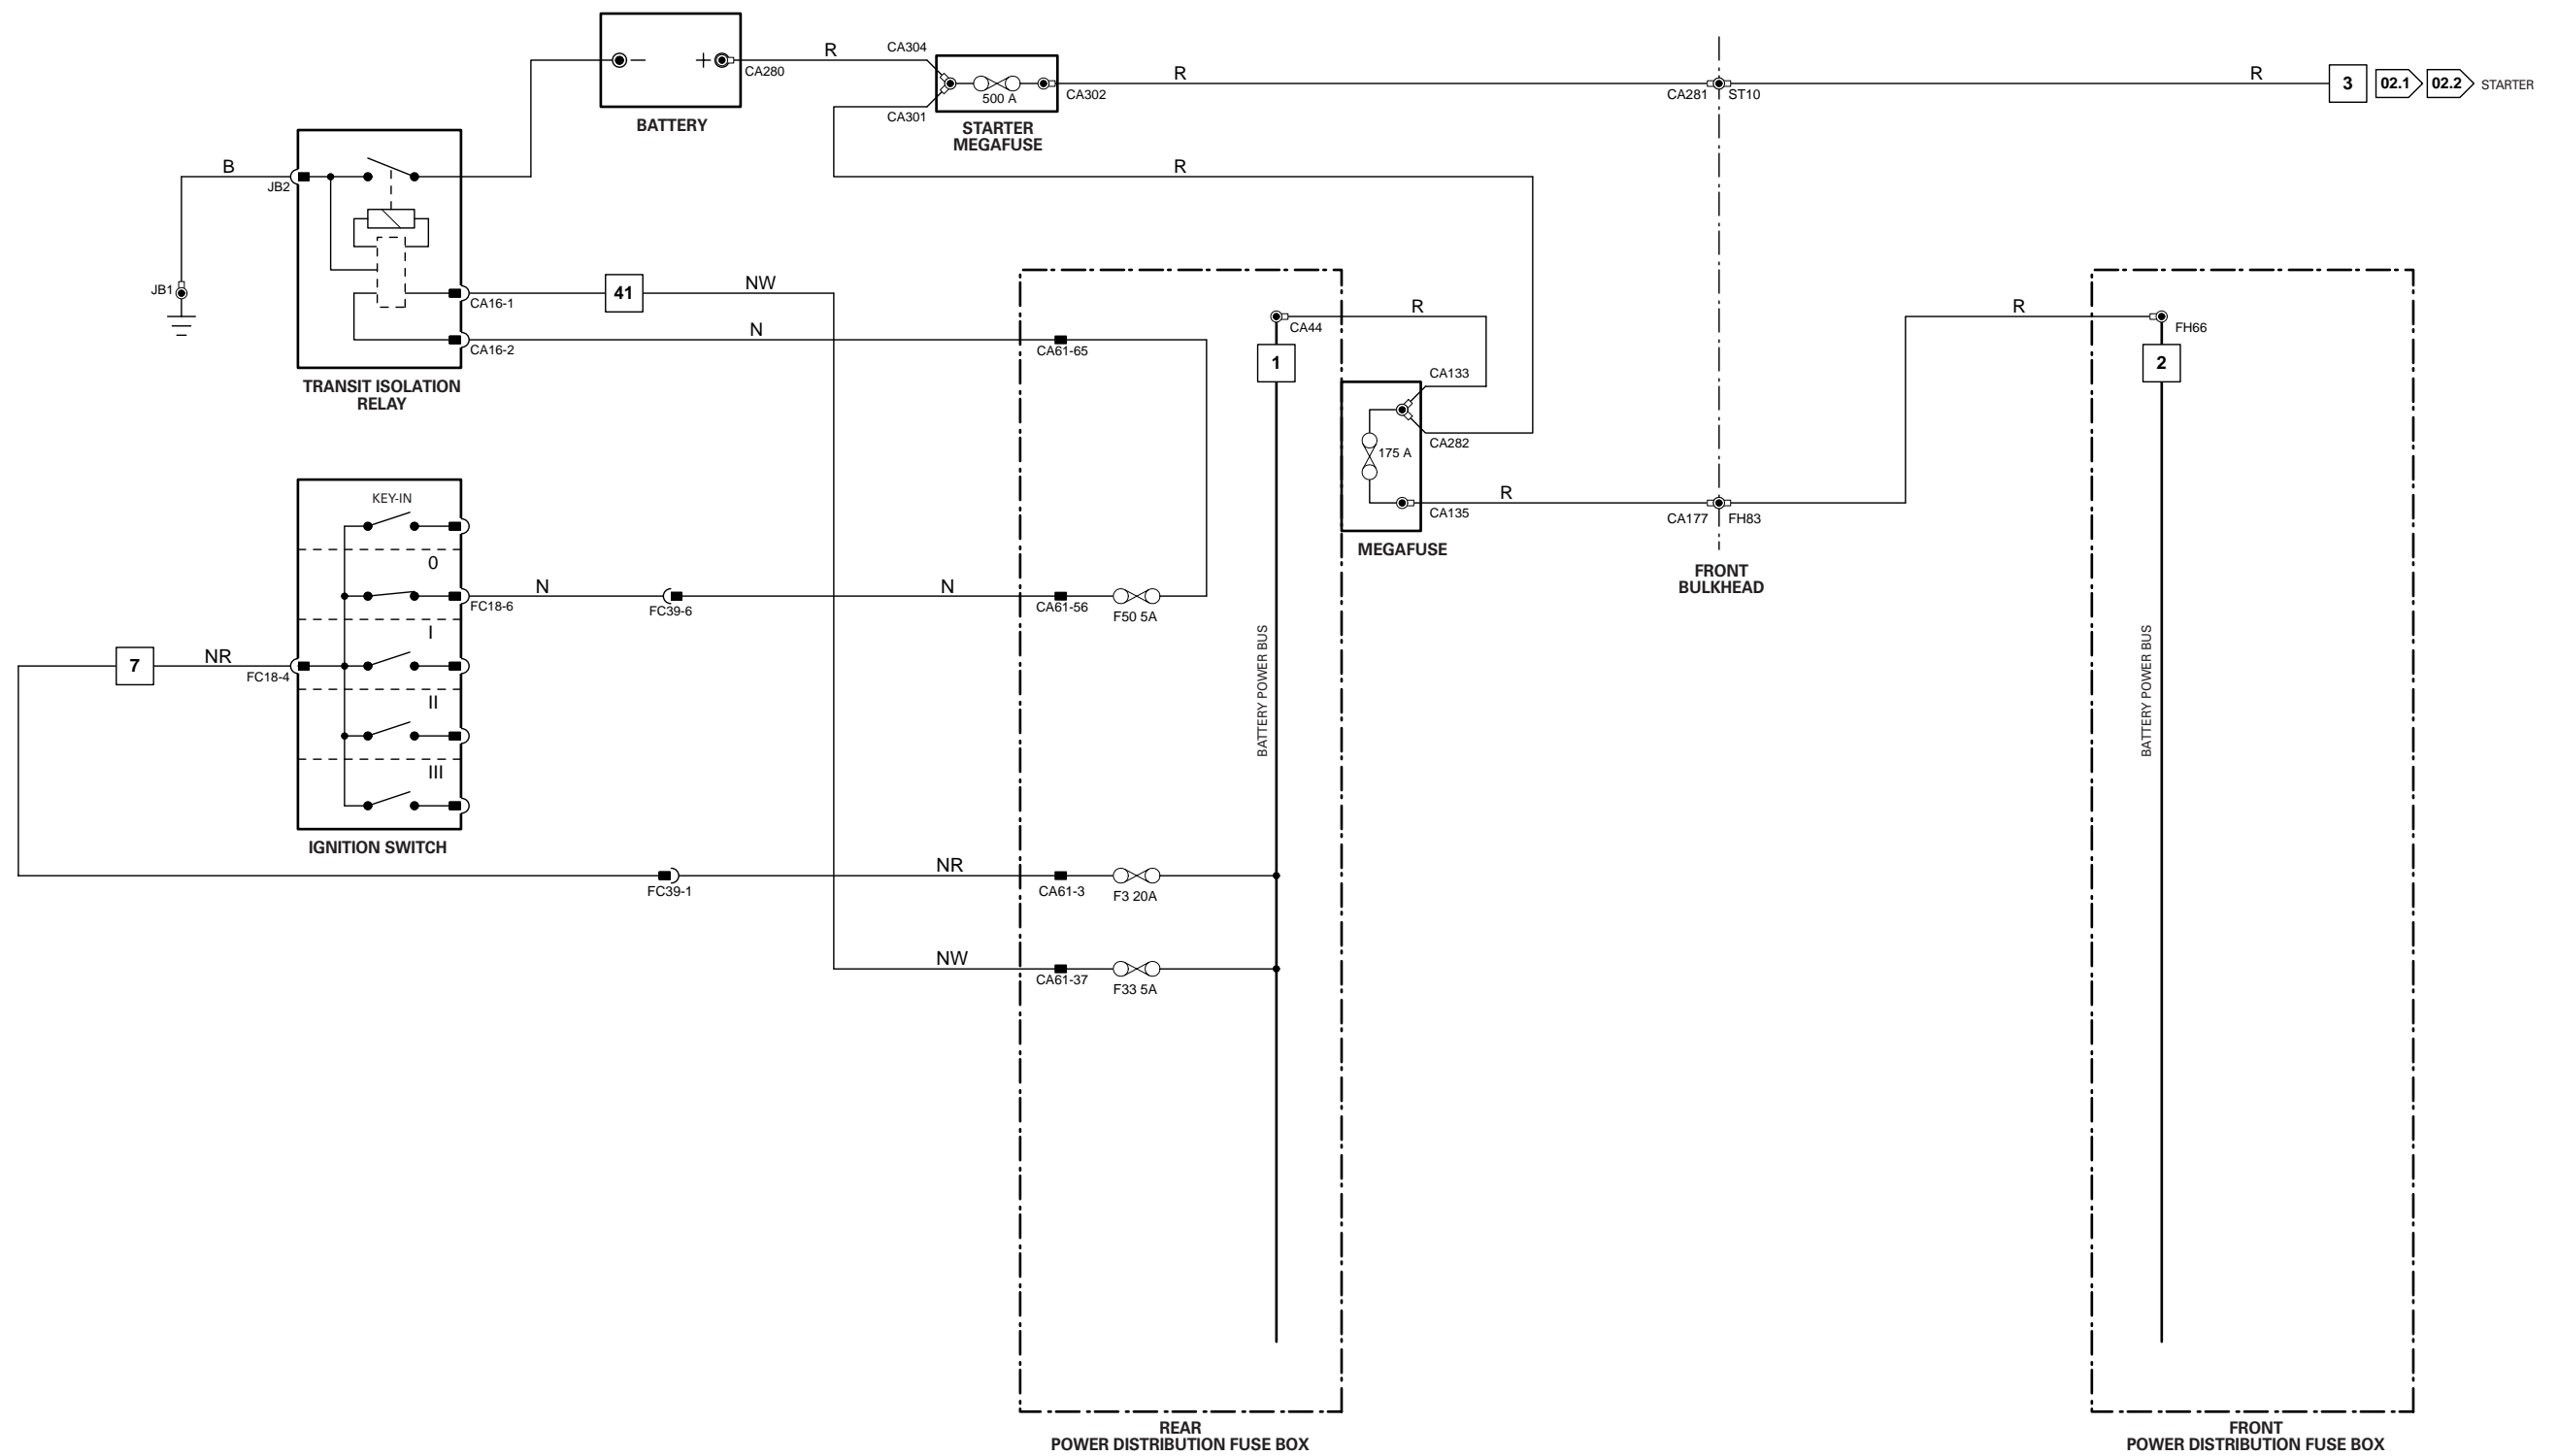 R
CA304
CA280
CA301
500 A
CA302
R
CA281
ST10
R
3
02.1
02.2
STARTER
BATTERY
STARTER
MEGAFUSE
B
JB2
R
JB1
41
NW
CA16-1
N
CA16-2
CA61-65
TRANSIT ISOLATION
RELAY
CA44
R
1
CA133
CA282
175 A
R
CA135
CA177
FH83
MEGAFUSE
FRONT
BULKHEAD
R
FH66
2
KEY-IN
0
N
FC18-6
FC39-6
N
CA61-56
F50 5A
I
7
NR
FC18-4
II
III
IGNITION SWITCH
BATTERY POWER BUS
BATTERY POWER BUS
FC39-1
NR
CA61-3
F3 20A
NW
CA61-37
F33 5A
REAR
POWER DISTRIBUTION FUSE BOX
FRONT
POWER DISTRIBUTION FUSE BOX